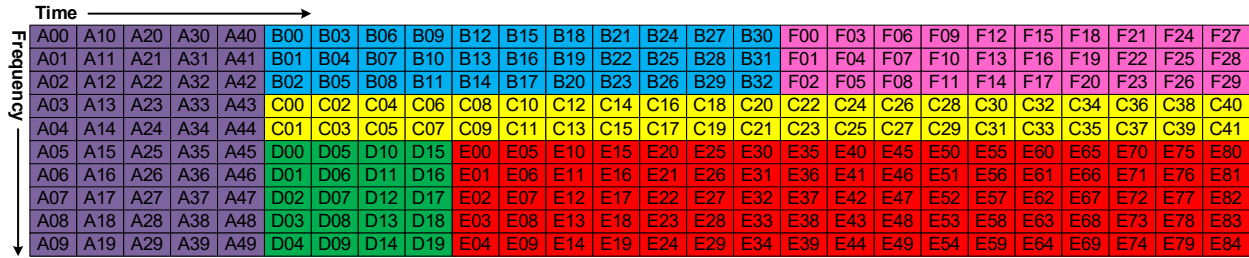 Time
Frequency
A00 A10 A20 A30 A40 B00 B03 B06 B09 B12 B15 B18 B21 B24 B27 B30 F00 F03 F06 F09 F12 F15 F18 F21 F24 F27
A01 A11 A21 A31 A41 B01 B04 B07 B10 B13 B16 B19 B22 B25 B28 B31 F01 F04 F07 F10 F13 F16 F19 F22 F25 F28
A02 A12 A22 A32 A42 B02 B05 B08 B11 B14 B17 B20 B23 B26 B29 B32 F02 F05 F08 F11 F14 F17 F20 F23 F26 F29
A03 A13 A23 A33 A43 C00 C02 C04 C06 C08 C10 C12 C14 C16 C18 C20 C22 C24 C26 C28 C30 C32 C34 C36 C38 C40
A04 A14 A24 A34 A44 C01 C03 C05 C07 C09 C11 C13 C15 C17 C19 C21 C23 C25 C27 C29 C31 C33 C35 C37 C39 C41
A05 A15 A25 A35 A45 D00 D05 D10 D15 E00 E05 E10 E15 E20 E25 E30 E35 E40 E45 E50 E55 E60 E65 E70 E75 E80
A06 A16 A26 A36 A46 D01 D06 D11 D16 E01 E06 E11 E16 E21 E26 E31 E36 E41 E46 E51 E56 E61 E66 E71 E76 E81
A07 A17 A27 A37 A47 D02 D07 D12 D17 E02 E07 E12 E17 E22 E27 E32 E37 E42 E47 E52 E57 E62 E67 E72 E77 E82
A08 A18 A28 A38 A48 D03 D08 D13 D18 E03 E08 E13 E18 E23 E28 E33 E38 E43 E48 E53 E58 E63 E68 E73 E78 E83
A09 A19 A29 A39 A49 D04 D09 D14 D19 E04 E09 E14 E19 E24 E29 E34 E39 E44 E49 E54 E59 E64 E69 E74 E79 E84